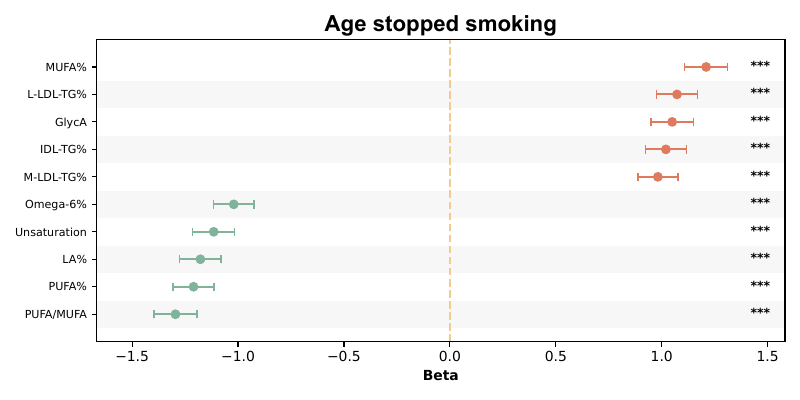 Age stopped smoking
MUFA% ***
L-LDL-TG% ***
GlycA ***
IDL-TG% ***
M-LDL-TG% ***
Omega-6% ***
Unsaturation ***
LA% ***
PUFA% ***
PUFA/MUFA ***
−1.5 −1.0 −0.5 0.0 0.5 1.0 1.5
Beta